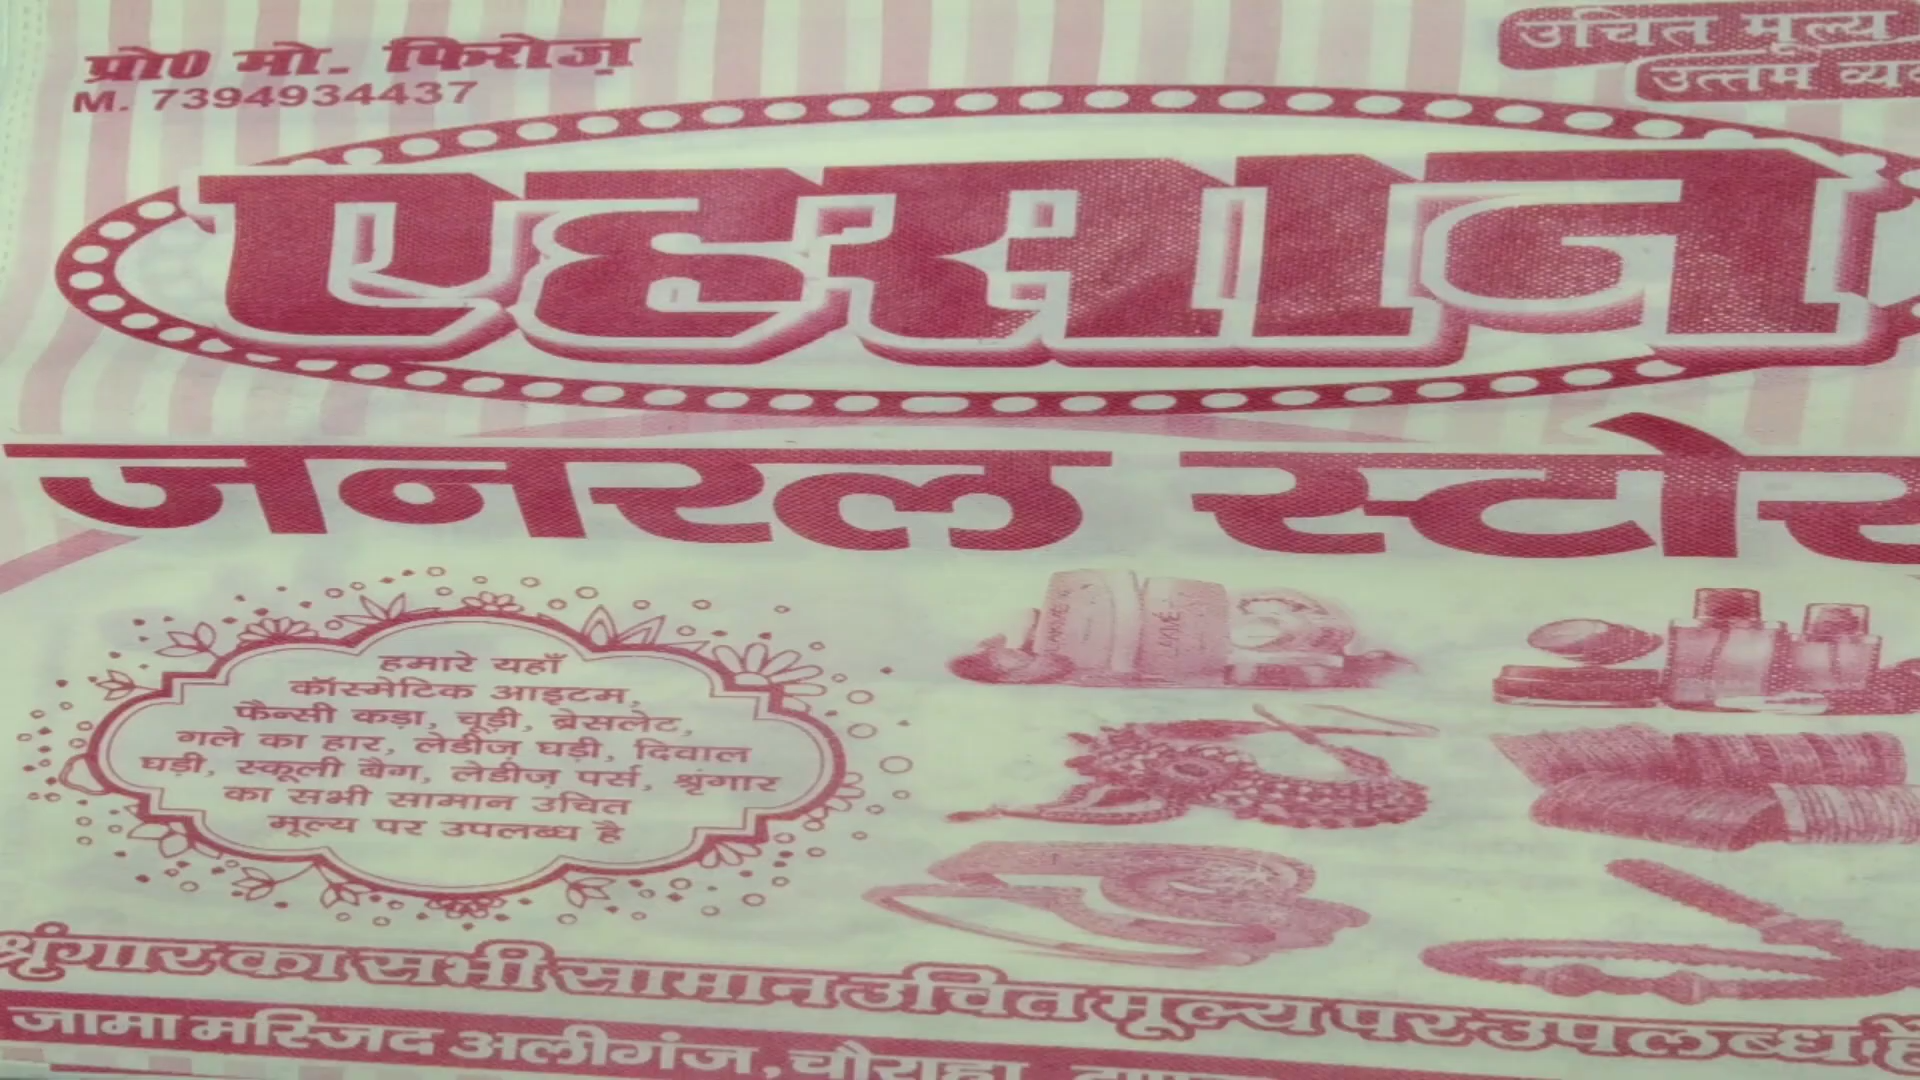 प्रो0 मो. फिरोज़
M. 7394934437
उचित मूल्य
उत्तम
एहसान
जनरल स्टोर
हमारे यहाँ
कॉस्मेटिक आइटम,
फैन्सी कड़ा, चूड़ी, ब्रेसलेट,
गले का हार, लेडीज़ घड़ी, दिवाल
घड़ी, स्कूली बैग, लेडीज़ पर्स, श्रृंगार
का सभी सामान उचित
मूल्य पर उपलब्ध है
श्रृंगार का सभी सामान उचित मूल्य पर उपलब्ध है
जामा मस्जिद अलीगंज, चौराहा